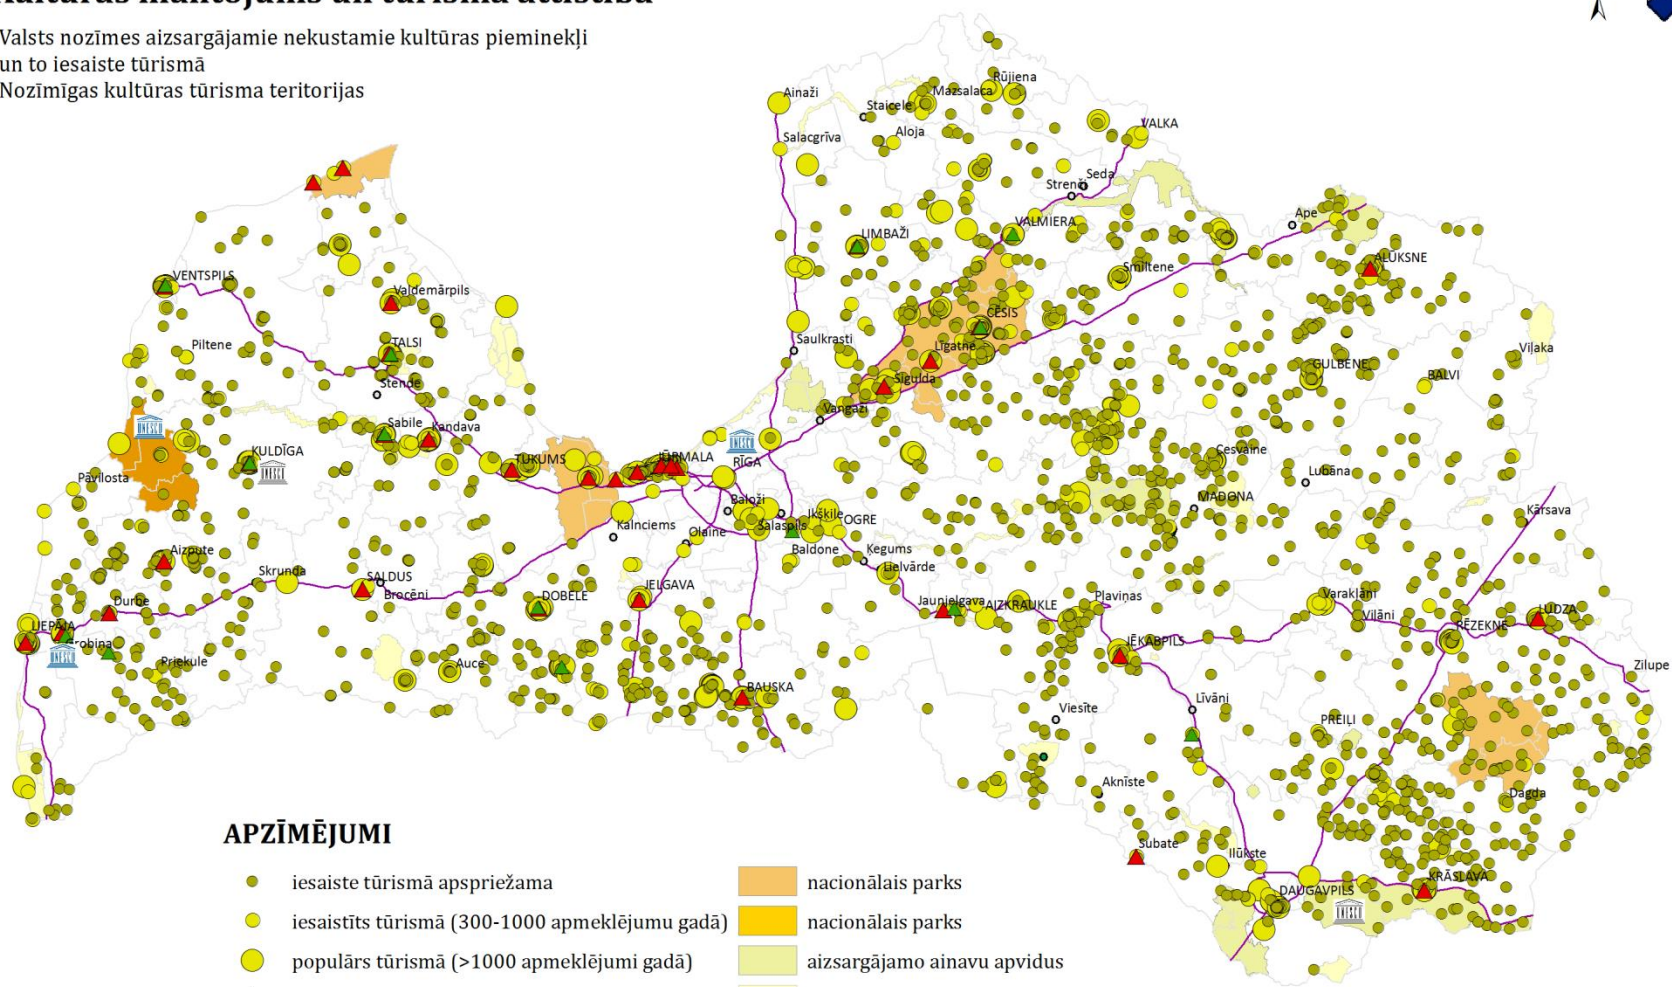 Valsts nozīmes aizsargājamie nekustamie kultūras pieminekļi
un to iesaiste tūrismā
Nozīmīgas kultūras tūrisma teritorijas
Ainaži
Rūjiena
Mazsalaca
Staicele
Aloja
Salacgrīva
VALKA
Seda
Strenči
VALMIERA
LIMBAŽI
Ape
ALŪKSNE
Smiltene
VENTSPILS
Valdemārpils
CĒSIS
Saulkrasti
Līgatne
Piltene
TALSI
Stende
Sigulda
GULBENE
Viļaka
BALVI
Vangaži
Sabile
Kandava
UNESCO
UNESCO
KULDĪGA
UNESCO
Pāvilosta
TUKUMS
JŪRMALA
RĪGA
Cesvaine
Lubāna
MADONA
Kārsava
Baloži
Salaspils
Ikšķile
OGRE
Kalnciems
Olaine
Baldone
Ķegums
Lielvārde
Aizpute
Skrunda
SALDUS
Brocēni
DOBELE
JELGAVA
Jaunjelgava
AIZKRAUKLE
Pļaviņas
Varakļāni
Viļāni
LUDZA
RĒZEKNE
Durbe
LIEPĀJA
Grobiņa
UNESCO
Priekule
Auce
BAUSKA
JĒKABPILS
Zilupe
Viesīte
Līvāni
PREIĻI
Aknīste
Dagda
Subate
Ilūkste
DAUGAVPILS
KRĀSLAVA
UNESCO
APZĪMĒJUMI
iesaiste tūrismā apspriežama
iesaistīts tūrismā (300-1000 apmeklējumu gadā)
populārs tūrismā (>1000 apmeklējumi gadā)
nacionālais parks
nacionālais parks
aizsargājamo ainavu apvidus